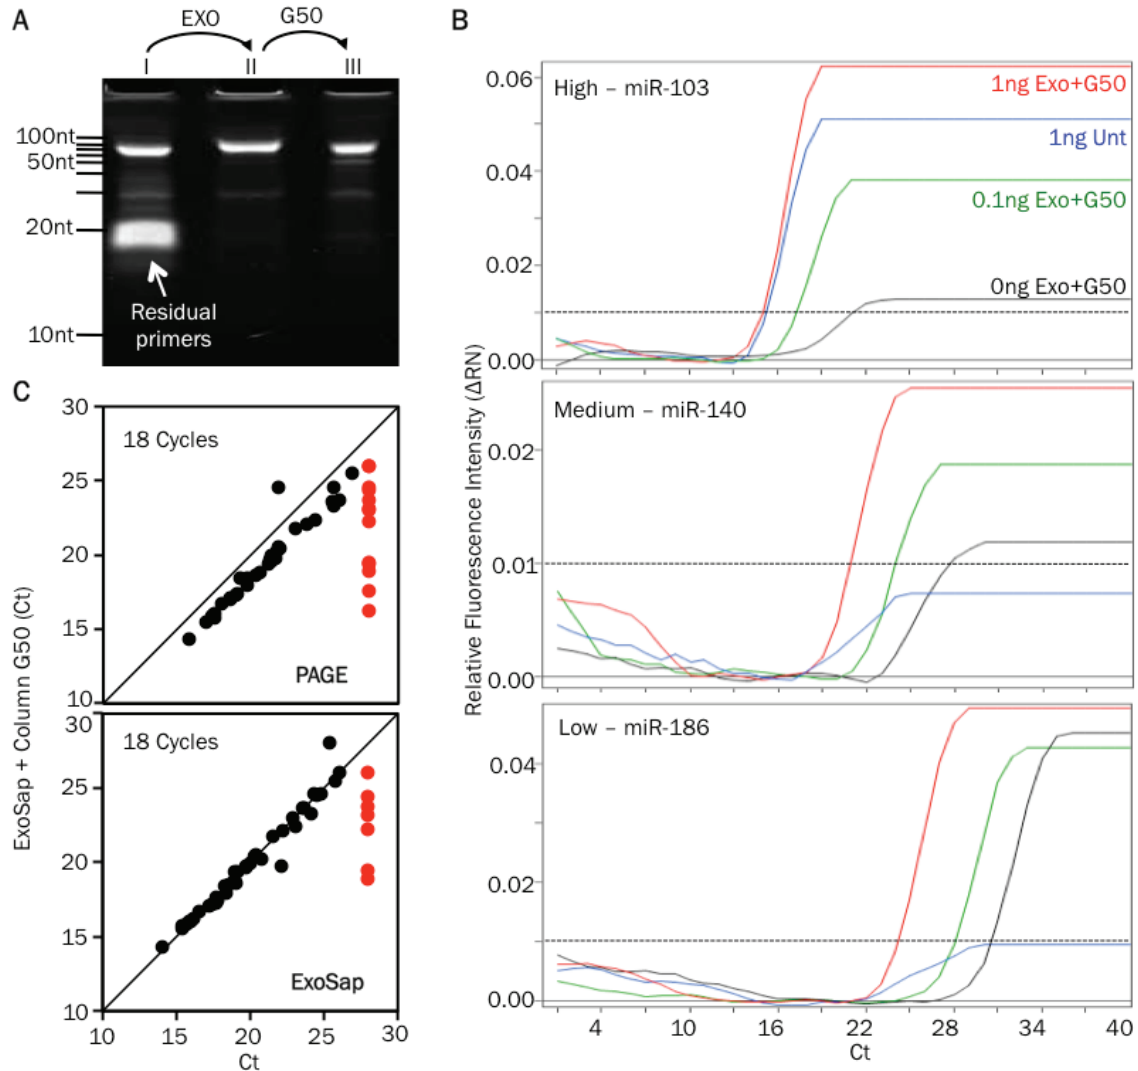 A
EXO
G50
I
II
III
100nt
50nt
20nt
10nt
Residual
primers
B
Relative Fluorescence Intensity (ΔRN)
High – miR-103
1ng Exo+G50
1ng Unt
0.1ng Exo+G50
0ng Exo+G50
0.06
0.04
0.02
0.00
Medium – miR-140
0.02
0.01
0.00
Low – miR-186
0.04
0.02
0.00
4
10
16
22
28
34
40
Ct
C
ExoSap + Column G50 (Ct)
30
18 Cycles
25
20
15
PAGE
10
30
18 Cycles
25
20
15
ExoSap
10
10
15
20
25
30
Ct